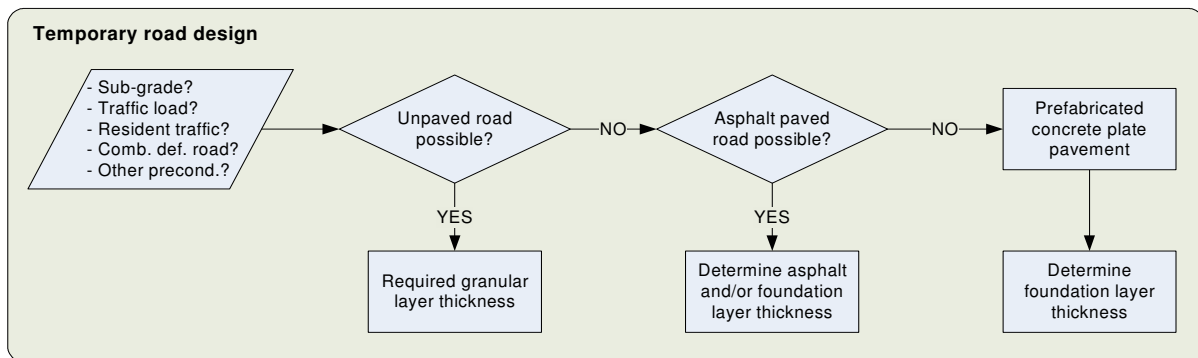 Temporary road design
- Sub-grade?
- Traffic load?
- Resident traffic?
- Comb. def. road?
- Other precond.?
Unpaved road
possible?
NO
Asphalt paved
road possible?
NO
Prefabricated
concrete plate
pavement
YES
YES
Required granular
layer thickness
Determine asphalt
and/or foundation
layer thickness
Determine
foundation layer
thickness